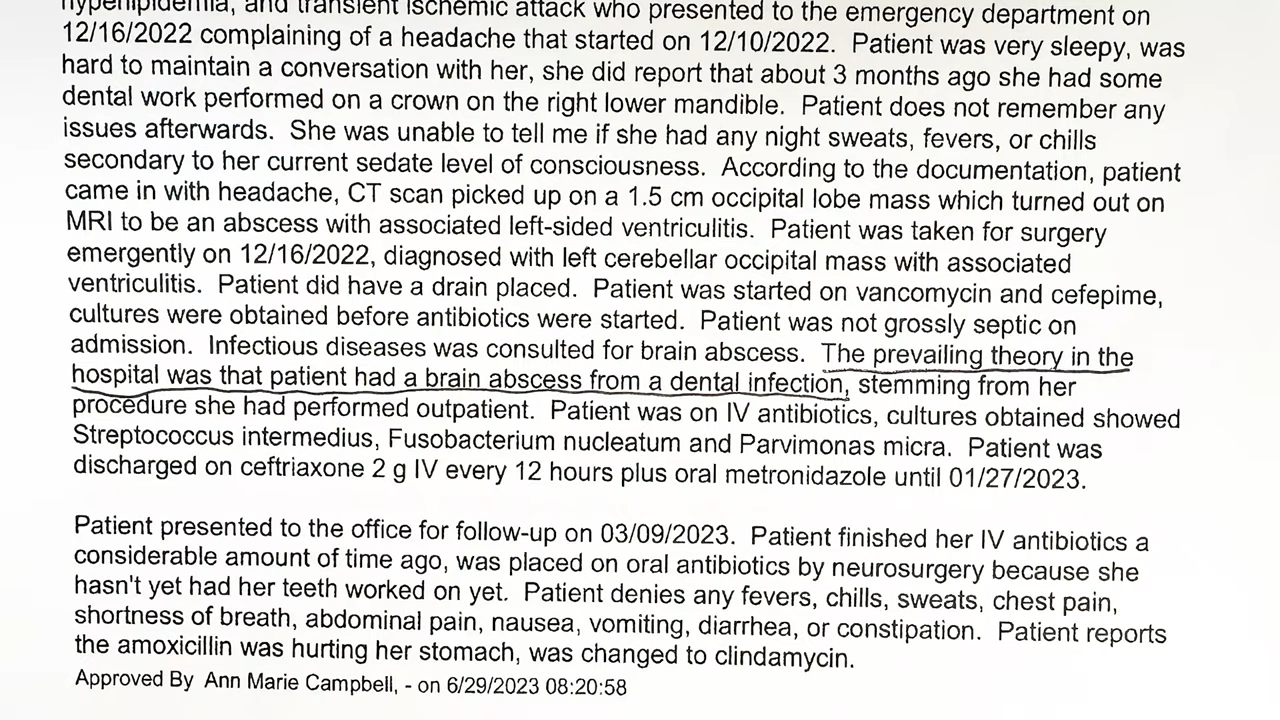 hyperlipidemia, and transient ischemic attack who presented to the emergency department on
12/16/2022 complaining of a headache that started on 12/10/2022. Patient was very sleepy, was
hard to maintain a conversation with her, she did report that about 3 months ago she had some
dental work performed on a crown on the right lower mandible. Patient does not remember any
issues afterwards. She was unable to tell me if she had any night sweats, fevers, or chills
secondary to her current sedate level of consciousness. According to the documentation, patient
came in with headache, CT scan picked up on a 1.5 cm occipital lobe mass which turned out on
MRI to be an abscess with associated left-sided ventriculitis. Patient was taken for surgery
emergently on 12/16/2022, diagnosed with left cerebellar occipital mass with associated
ventriculitis. Patient did have a drain placed. Patient was started on vancomycin and cefepime,
cultures were obtained before antibiotics were started. Patient was not grossly septic on
admission. Infectious diseases was consulted for brain abscess. The prevailing theory in the
hospital was that patient had a brain abscess from a dental infection, stemming from her
procedure she had performed outpatient. Patient was on IV antibiotics, cultures obtained showed
Streptococcus intermedius, Fusobacterium nucleatum and Parvimonas micra. Patient was
discharged on ceftriaxone 2 g IV every 12 hours plus oral metronidazole until 01/27/2023.
Patient presented to the office for follow-up on 03/09/2023. Patient finished her IV antibiotics a
considerable amount of time ago, was placed on oral antibiotics by neurosurgery because she
hasn't yet had her teeth worked on yet. Patient denies any fevers, chills, sweats, chest pain,
shortness of breath, abdominal pain, nausea, vomiting, diarrhea, or constipation. Patient reports
the amoxicillin was hurting her stomach, was changed to clindamycin.
Approved By Ann Marie Campbell, - on 6/29/2023 08:20:58